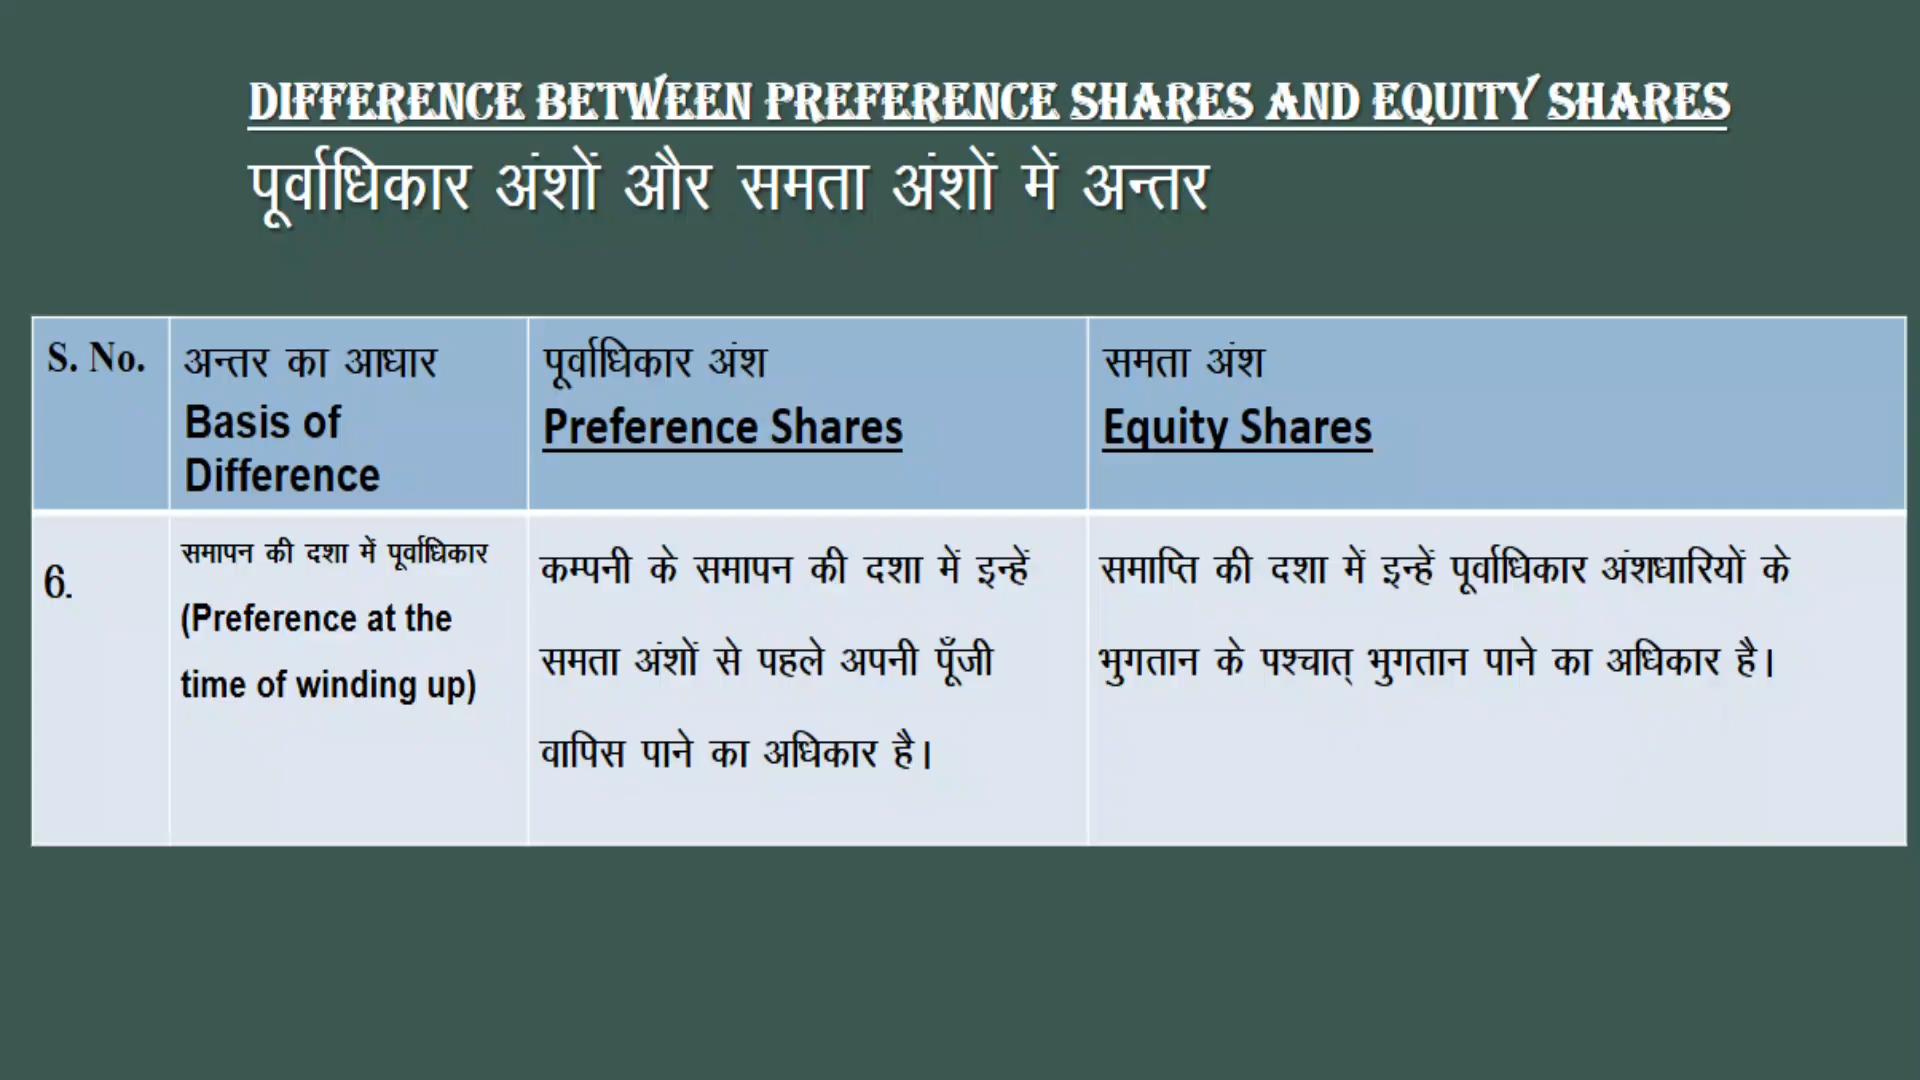 DIFFERENCE BETWEEN PREFERENCE SHARES AND EQUITY SHARES
पूर्वाधिकार अंशों और समता अंशों में अन्तर
S. No.
अन्तर का आधार
Basis of
Difference
पूर्वाधिकार अंश
Preference Shares
समता अंश
Equity Shares
6.
समापन की दशा में पूर्वाधिकार
(Preference at the
time of winding up)
कम्पनी के समापन की दशा में इन्हें
समता अंशों से पहले अपनी पूँजी
वापिस पाने का अधिकार है।
समाप्ति की दशा में इन्हें पूर्वाधिकार अंशधारियों के
भुगतान के पश्चात् भुगतान पाने का अधिकार है।